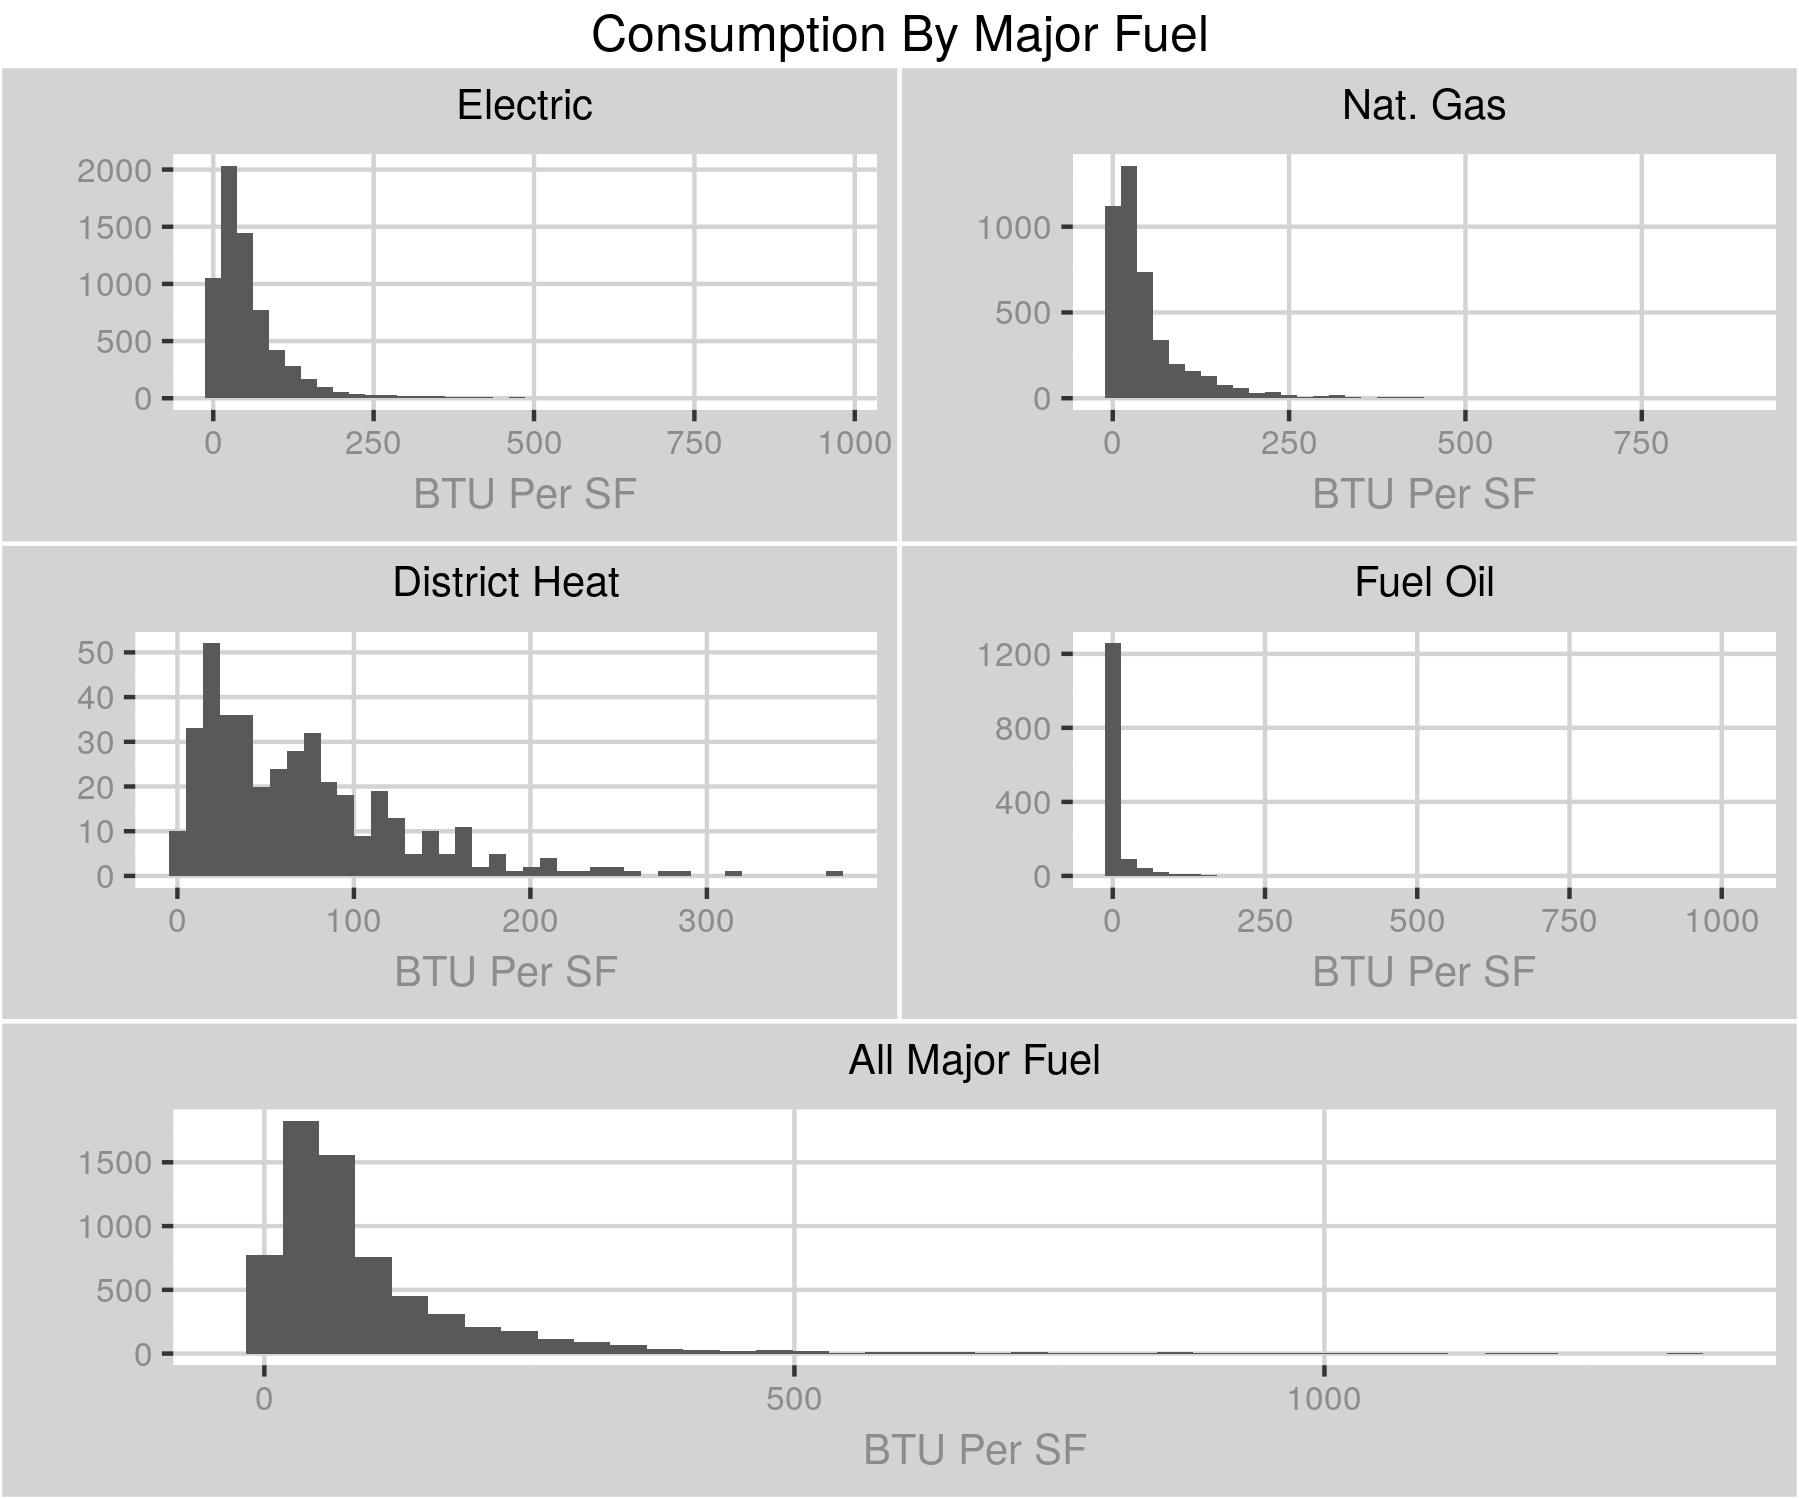 Consumption By Major Fuel
Electric
2000
1500
1000
500
0
0 250 500 750 1000
BTU Per SF
Nat. Gas
1000
500
0
0 250 500 750
BTU Per SF
District Heat
50
40
30
20
10
0
0 100 200 300
BTU Per SF
Fuel Oil
1200
800
400
0
0 250 500 750 1000
BTU Per SF
All Major Fuel
1500
1000
500
0
0 500 1000
BTU Per SF